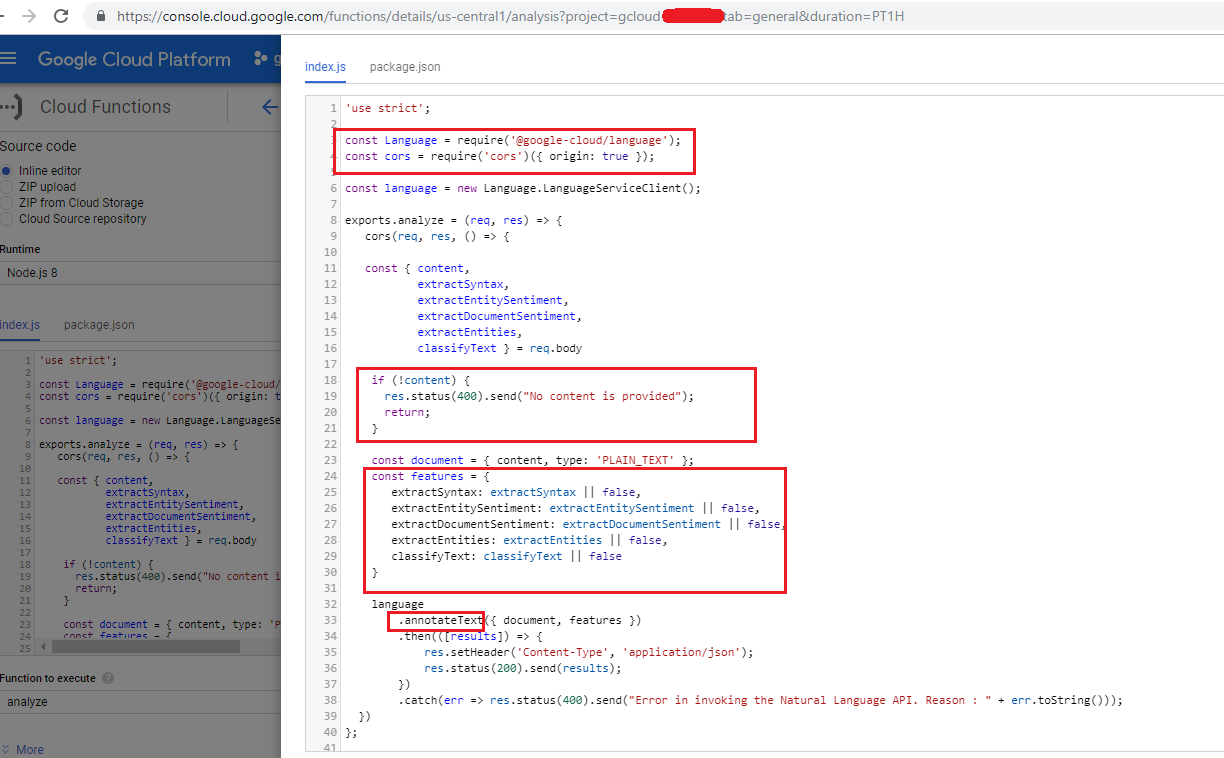 https://console.cloud.google.com/functions/details/us-central1/analysis?project=gcloud tab=general&duration=PT1H
Google Cloud Platform
Cloud Functions
Source code
Inline editor
ZIP upload
ZIP from Cloud Storage
Cloud Source repository
Runtime
Node.js 8
index.js package.json
1 'use strict';
2
3 const Language = require('@google-cloud/
4 const cors = require('cors')({ origin: t
5
6 const language = new Language.LanguageSe
7
8 exports.analyze = (req, res) => {
9 cors(req, res, () => {
10
11 const { content,
12 extractSyntax,
13 extractEntitySentiment,
14 extractDocumentSentiment,
15 extractEntities,
16 classifyText } = req.body
17
18 if (!content) {
19 res.status(400).send("No content i
20 return;
21 }
22
23 const document = { content, type: 'P
24 const features = {
25
Function to execute
analyze
More
index.js package.json
1 'use strict';
2
3 const Language = require('@google-cloud/language');
4 const cors = require('cors')({ origin: true });
5
6 const language = new Language.LanguageServiceClient();
7
8 exports.analyze = (req, res) => {
9 cors(req, res, () => {
10
11 const { content,
12 extractSyntax,
13 extractEntitySentiment,
14 extractDocumentSentiment,
15 extractEntities,
16 classifyText } = req.body
17
18 if (!content) {
19 res.status(400).send("No content is provided");
20 return;
21 }
22
23 const document = { content, type: 'PLAIN_TEXT' };
24 const features = {
25 extractSyntax: extractSyntax || false,
26 extractEntitySentiment: extractEntitySentiment || false,
27 extractDocumentSentiment: extractDocumentSentiment || false,
28 extractEntities: extractEntities || false,
29 classifyText: classifyText || false
30 }
31
32 language
33 .annotateText({ document, features })
34 .then(([results]) => {
35 res.setHeader('Content-Type', 'application/json');
36 res.status(200).send(results);
37 })
38 .catch(err => res.status(400).send("Error in invoking the Natural Language API. Reason : " + err.toString()));
39 })
40 };
41